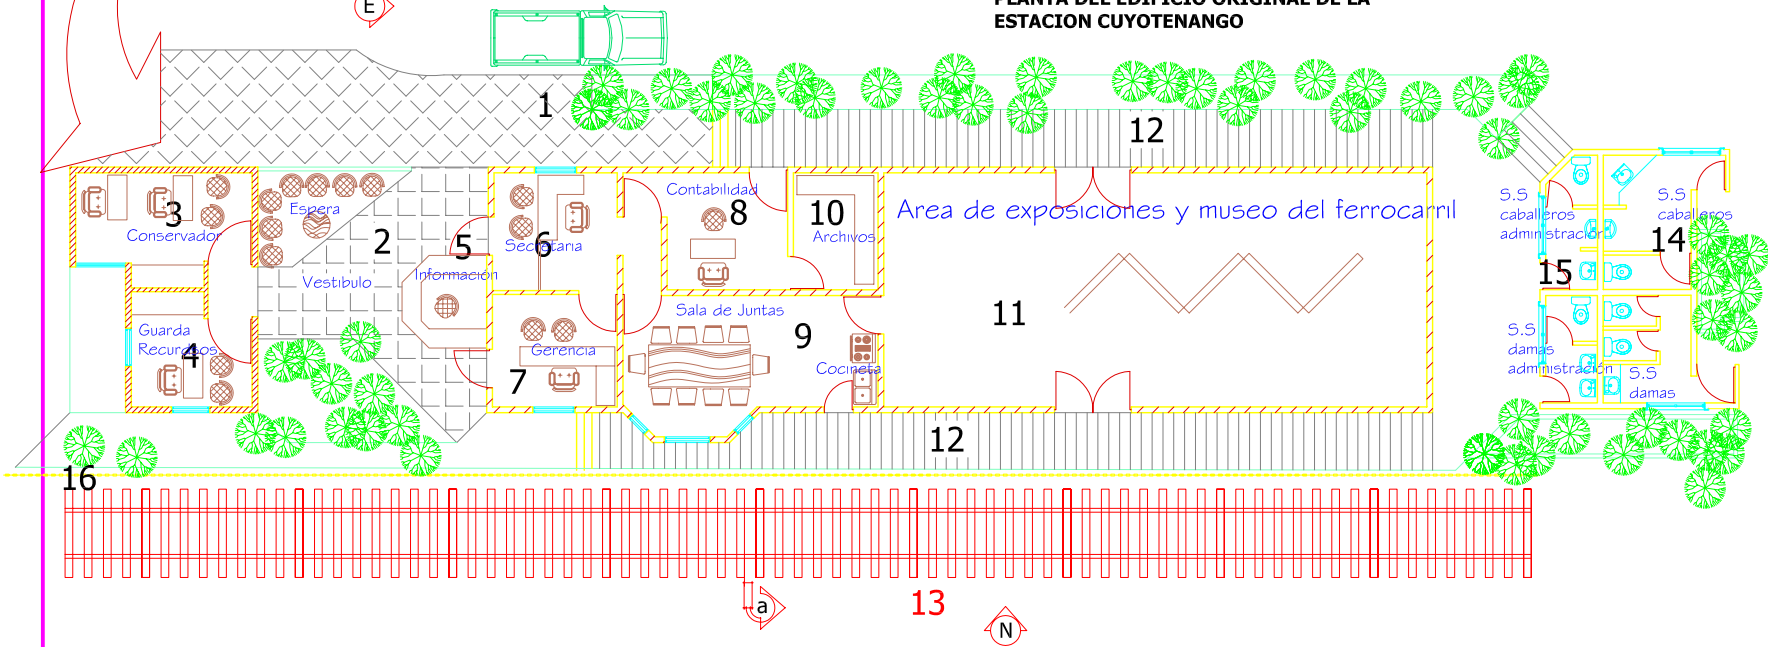 PLANTA DEL EDIFICIO ORIGINAL DE LA
ESTACION CUYOTENANGO
E
1
12
3
Conservador
Espera
2
Vestibulo
5
Información
6
Secretaria
Contabilidad
8
10
Archivos
Area de exposiciones y museo del ferrocarril
S.S
caballeros
administración
S.S
caballeros
14
15
Guarda
Recursos
4
7
Gerencia
Sala de Juntas
9
Cocineta
11
S.S
damas
administración
S.S
damas
12
16
13
a
N